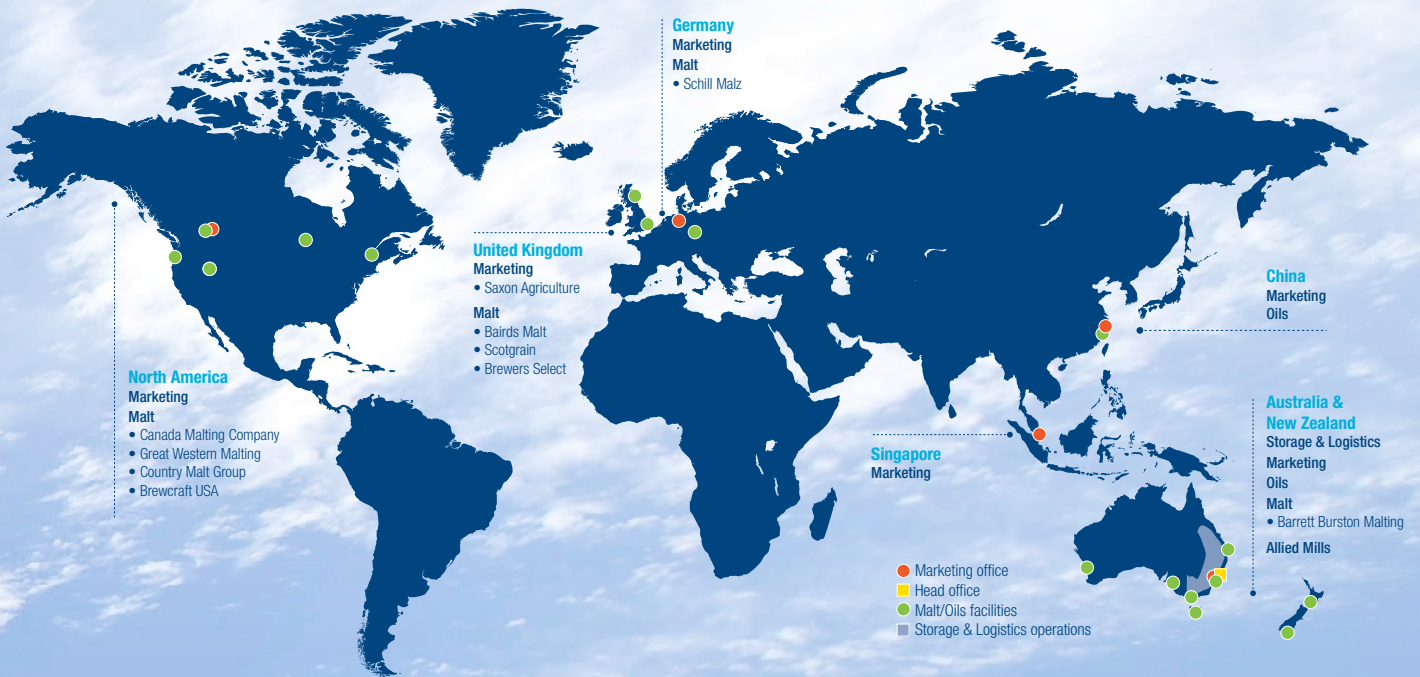 Germany
Marketing
Malt
• Schill Malz
United Kingdom
Marketing
• Saxon Agriculture
Malt
• Bairds Malt
• Scotgrain
• Brewers Select
China
Marketing
Oils
North America
Marketing
Malt
• Canada Malting Company
• Great Western Malting
• Country Malt Group
• Brewcraft USA
Singapore
Marketing
Australia &
New Zealand
Storage & Logistics
Marketing
Oils
Malt
• Barrett Burston Malting
Allied Mills
Marketing office
Head office
Malt/Oils facilities
Storage & Logistics operations